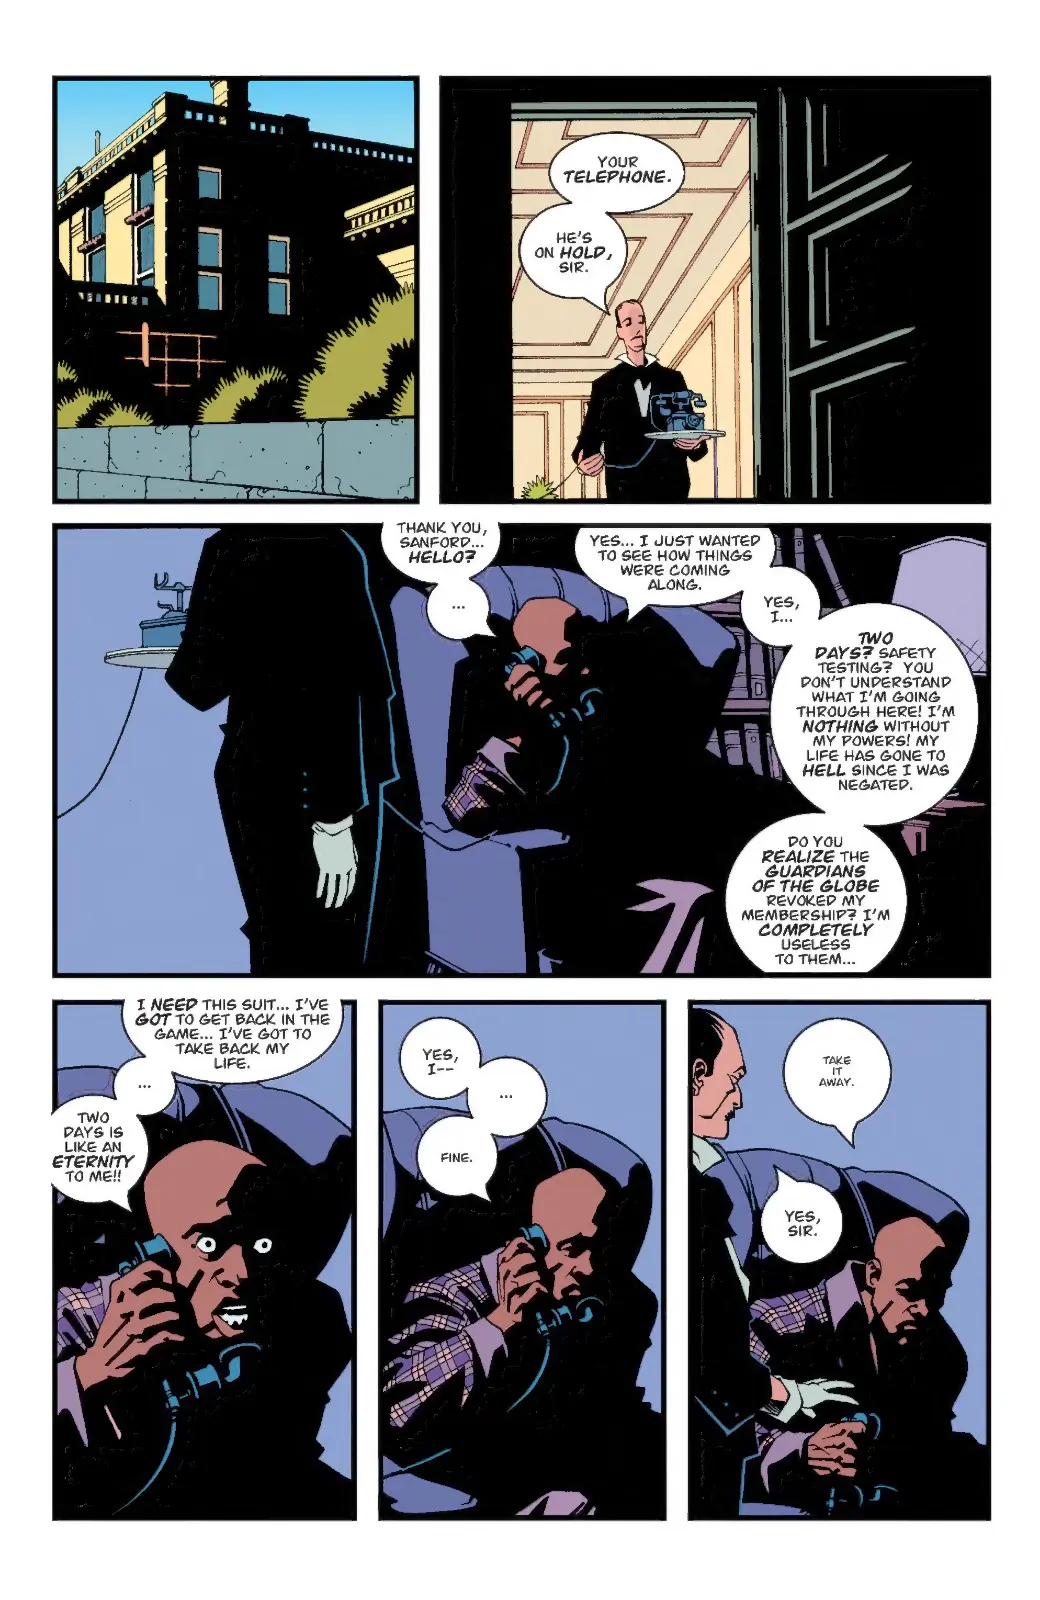 YOUR
TELEPHONE.
HE'S
ON HOLD,
SIR.
THANK YOU,
SANFORD...
HELLO?
...
YES... I JUST WANTED
TO SEE HOW THINGS
WERE COMING
ALONG.
YES,
I...
TWO
DAYS? SAFETY
TESTING? YOU
DON'T UNDERSTAND
WHAT I'M GOING
THROUGH HERE! I'M
NOTHING WITHOUT
MY POWERS! MY
LIFE HAS GONE TO
HELL SINCE I WAS
NEGATED.
DO YOU
REALIZE THE
GUARDIANS
OF THE GLOBE
REVOKED MY
MEMBERSHIP? I'M
COMPLETELY
USELESS
TO THEM...
I NEED THIS SUIT... I'VE
GOT TO GET BACK IN THE
GAME... I'VE GOT TO
TAKE BACK MY
LIFE.
...
TWO
DAYS IS
LIKE AN
ETERNITY
TO ME!!
YES,
I--
...
FINE.
TAKE
IT
AWAY.
YES,
SIR.